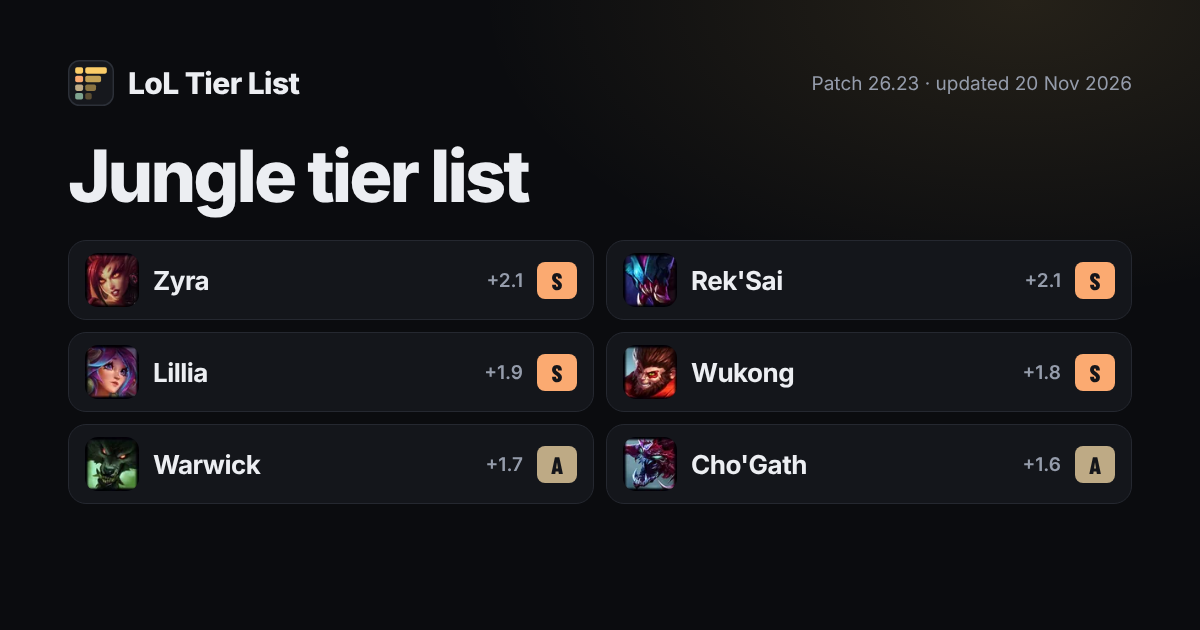 LoL Tier List
Patch 26.23 · updated 20 Nov 2026
Jungle tier list
Zyra +2.1 S
Rek'Sai +2.1 S
Lillia +1.9 S
Wukong +1.8 S
Warwick +1.7 A
Cho'Gath +1.6 A